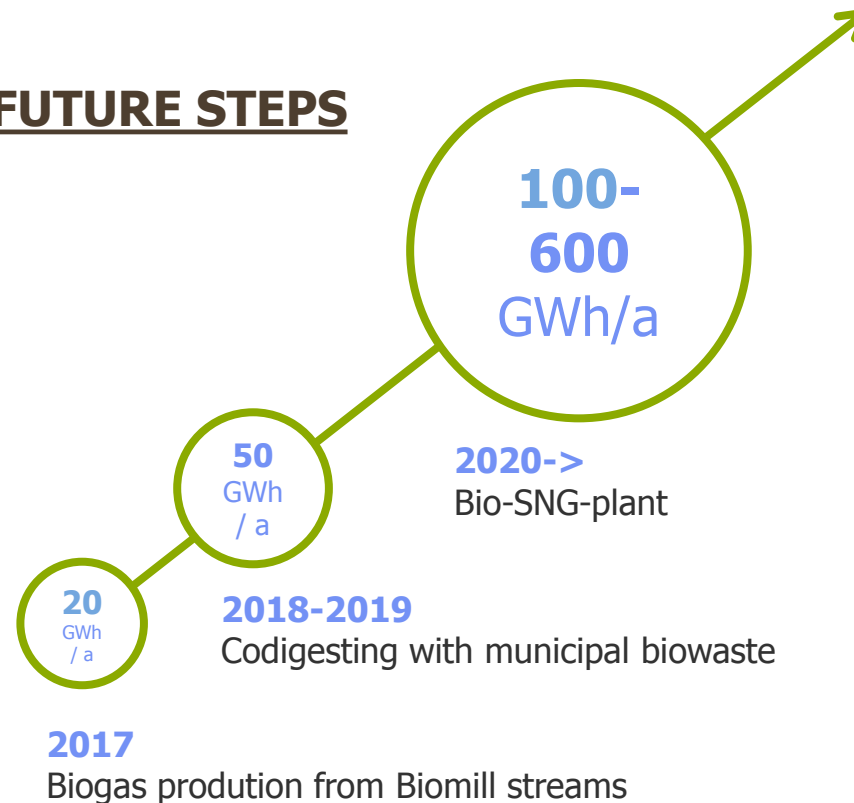 FUTURE STEPS
100-
600
GWh/a
50
GWh
/ a
2020->
Bio-SNG-plant
20
GWh
/ a
2018-2019
Codigesting with municipal biowaste
2017
Biogas prodution from Biomill streams